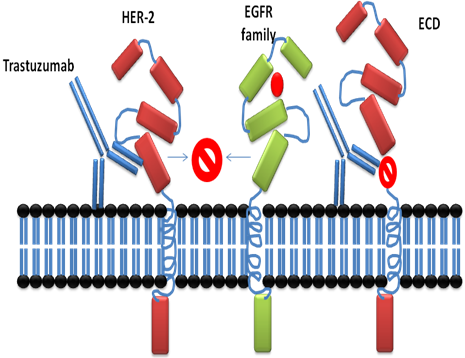 HER-2
EGFR
family
ECD
Trastuzumab